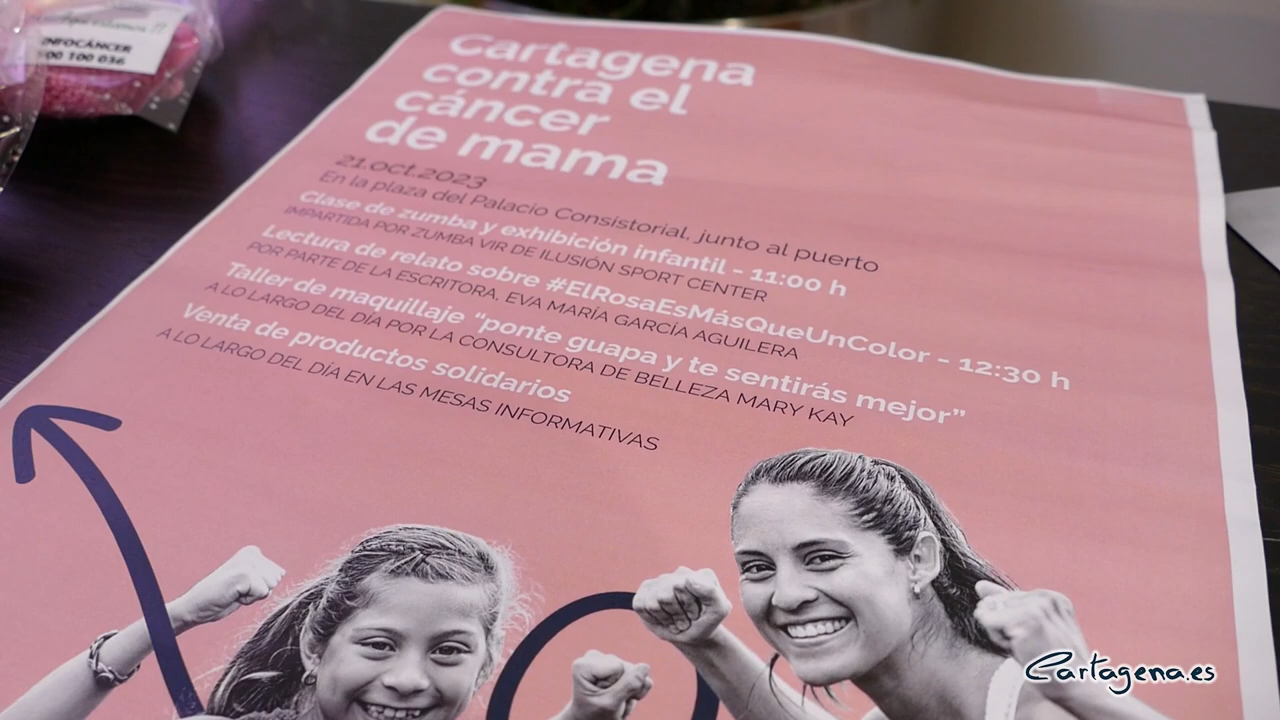 INFOCÁNCER
100 036
Cartagena
contra el
cáncer
de mama
21.oct.2023
En la plaza del Palacio Consistorial, junto al puerto
Clase de zumba y exhibición infantil - 11:00 h
IMPARTIDA POR ZUMBA VIR DE ILUSIÓN SPORT CENTER
Lectura de relato sobre #ElRosaEsMásQueUnColor - 12:30 h
POR PARTE DE LA ESCRITORA, EVA MARÍA GARCÍA AGUILERA
Taller de maquillaje “ponte guapa y te sentirás mejor”
A LO LARGO DEL DÍA POR LA CONSULTORA DE BELLEZA MARY KAY
Venta de productos solidarios
A LO LARGO DEL DÍA EN LAS MESAS INFORMATIVAS
Cartagena.es